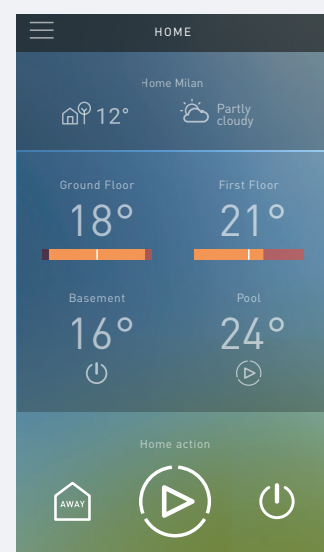 HOME
Home Milan
12°
Partly
cloudy
Ground Floor
First Floor
18°
21°
Basement
Pool
16°
24°
Home action
AWAY